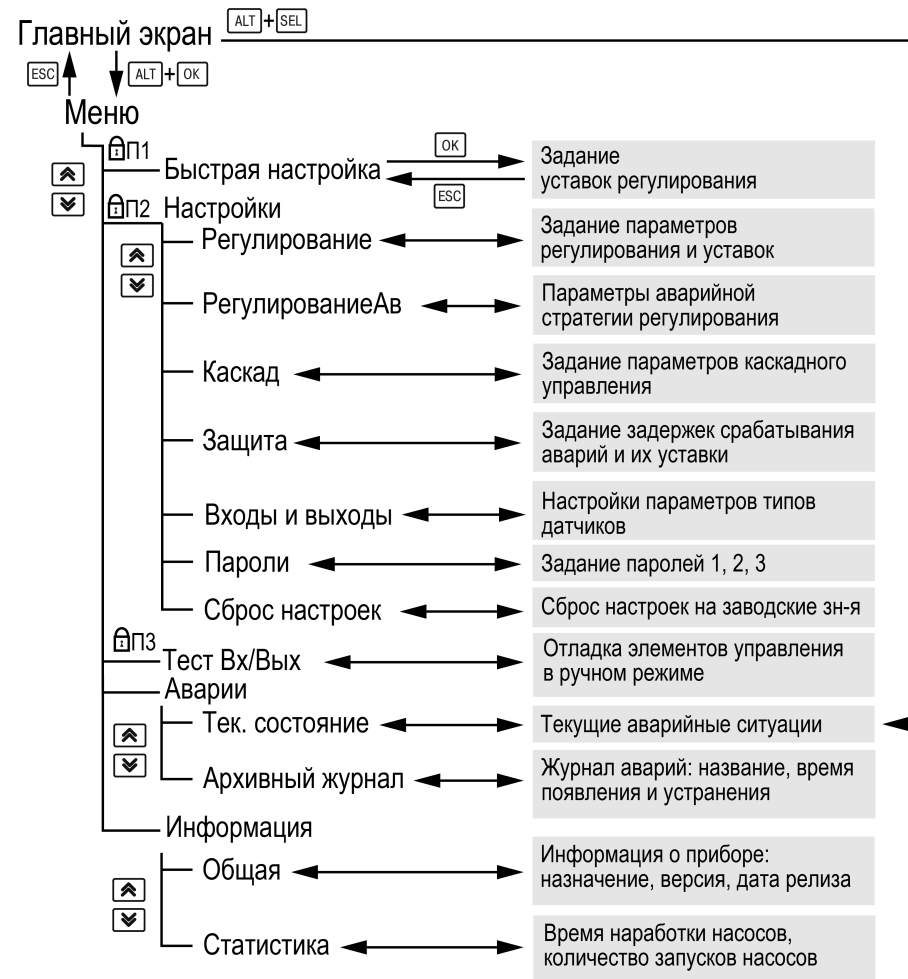 Главный экран ALT+SEL
ESC ALT+OK
Меню
П1
Быстрая настройка OK ESC
Задание
уставок регулирования
П2 Настройки
Регулирование
Задание параметров
регулирования и уставок
РегулированиеАв
Параметры аварийной
стратегии регулирования
Каскад
Задание параметров каскадного
управления
Защита
Задание задержек срабатывания
аварий и их уставки
Входы и выходы
Настройки параметров типов
датчиков
Пароли
Задание паролей 1, 2, 3
Сброс настроек
Сброс настроек на заводские зн-я
П3
Тест Вх/Вых
Отладка элементов управления
в ручном режиме
Аварии
Тек. состояние
Текущие аварийные ситуации
Архивный журнал
Журнал аварий: название, время
появления и устранения
Информация
Общая
Информация о приборе:
назначение, версия, дата релиза
Статистика
Время наработки насосов,
количество запусков насосов